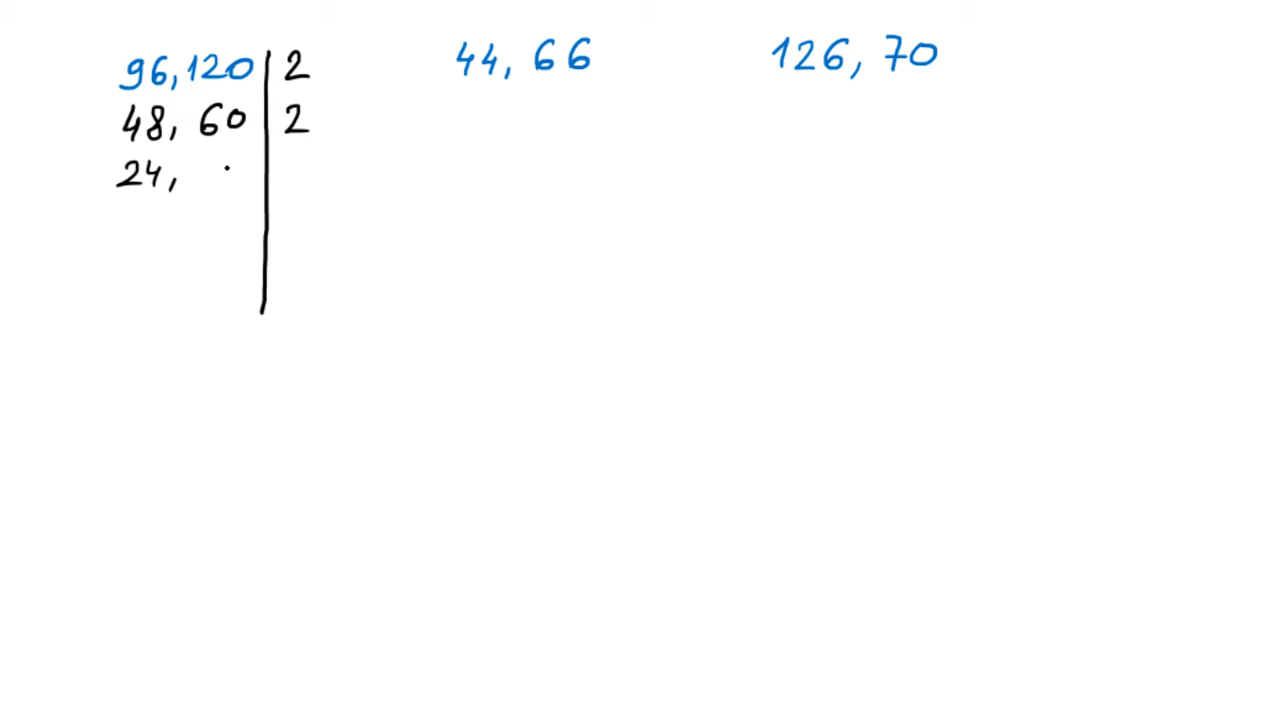 96,120 | 2
48, 60 | 2
24,
44, 66
126, 70